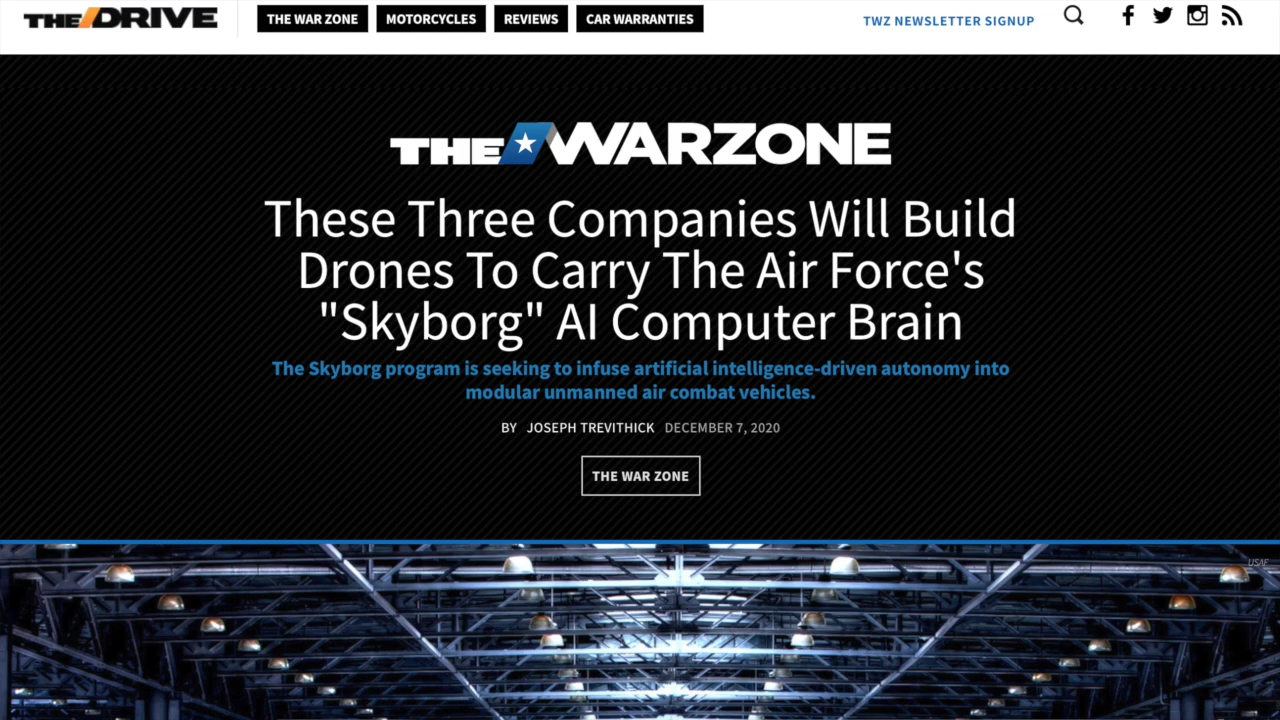 THE DRIVE
THE WAR ZONE
MOTORCYCLES
REVIEWS
CAR WARRANTIES
TWZ NEWSLETTER SIGNUP
THE WARZONE
These Three Companies Will Build
Drones To Carry The Air Force's
"Skyborg" AI Computer Brain
The Skyborg program is seeking to infuse artificial intelligence-driven autonomy into
modular unmanned air combat vehicles.
BY JOSEPH TREVITHICK DECEMBER 7, 2020
THE WAR ZONE
USAF